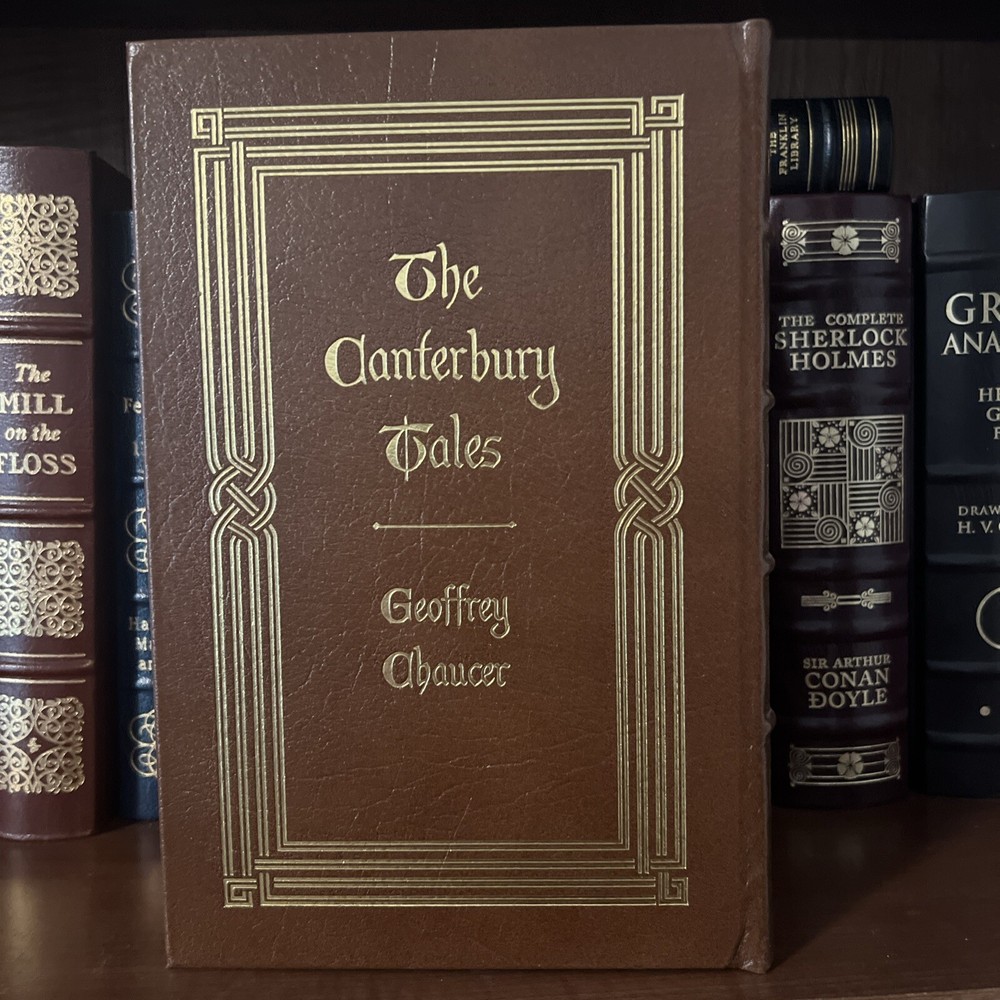 The
Canterbury
Tales
Geoffrey
Chaucer
The
MILL
on the
FLOSS
THE
FRANKLIN
LIBRARY
THE COMPLETE
SHERLOCK
HOLMES
SIR ARTHUR
CONAN
DOYLE
GR
ANA
DRAW
H. V.